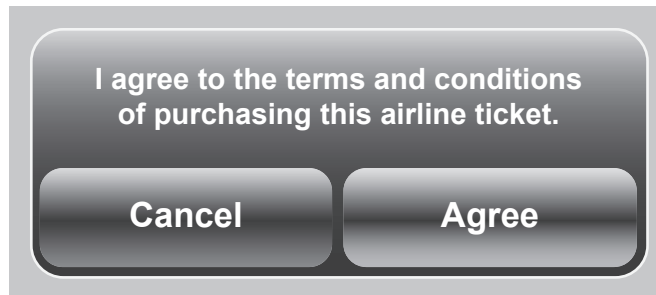 I agree to the terms and conditions
of purchasing this airline ticket.
Cancel
Agree